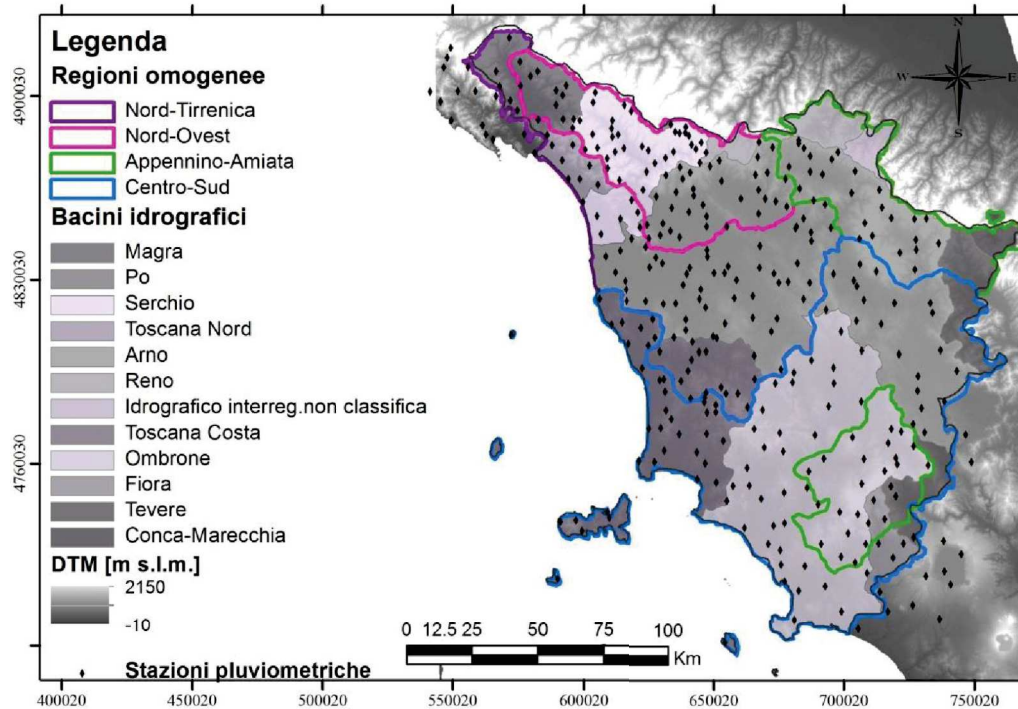 Legenda
Regioni omogenee
Nord-Tirrenica
Nord-Ovest
Appennino-Amiata
Centro-Sud
Bacini idrografici
Magra
Po
Serchio
Toscana Nord
Arno
Reno
Idrografico interreg.non classifica
Toscana Costa
Ombrone
Fiora
Tevere
Conca-Marecchia
DTM [m s.l.m.]
2150
-10
Stazioni pluviometriche
N
W
E
S
0 12.5 25 50 75 100
Km
4900030
4830030
4760030
400020 450020 500020 550020 600020 650020 700020 750020